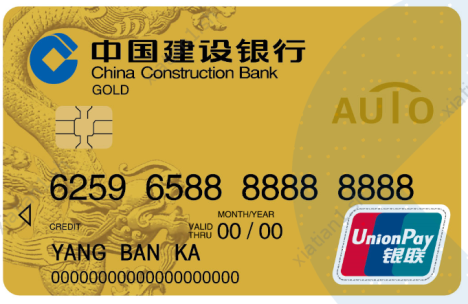 中国建设银行
China Construction Bank
GOLD
AUTO
6259 6588 8888 8888
MONTH/YEAR
CREDIT VALID THRU 00 / 00
YANG BAN KA
00000000000000000000
UnionPay
银联